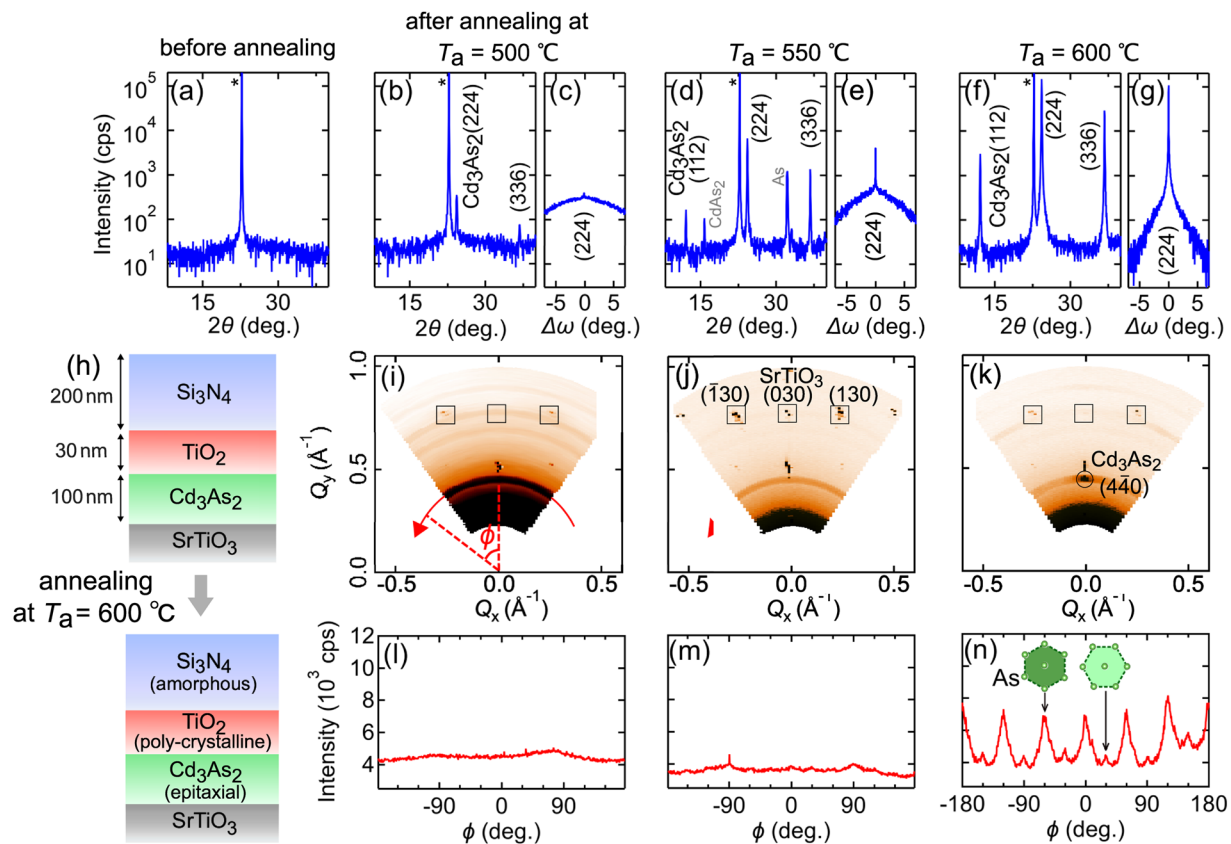 after annealing at
before annealing
Ta = 500 ℃
Ta = 550 ℃
Ta = 600 ℃
(a)
*
(b)
*
Cd3As2(224)
(336)
(c)
(224)
(d)
*
Cd3As2
(112)
CdAs2
(224)
As
(336)
(e)
(224)
(f)
*
Cd3As2(112)
(224)
(336)
(g)
(224)
Intensity (cps)
10^5
10^4
10^3
10^2
10^1
15 30
15 30
-5 0 5
15 30
-5 0 5
15 30
-5 0 5
2θ (deg.)
2θ (deg.)
Δω (deg.)
2θ (deg.)
Δω (deg.)
2θ (deg.)
Δω (deg.)
(h)
200 nm
Si3N4
30 nm
TiO2
100 nm
Cd3As2
SrTiO3
annealing
at Ta = 600 ℃
Si3N4
(amorphous)
TiO2
(poly-crystalline)
Cd3As2
(epitaxial)
SrTiO3
(i)
Qy (Å-1)
1.0
0.5
0.0
ϕ
-0.5 0.0 0.5
Qx (Å-1)
(j)
SrTiO3
(1̄30)
(030)
(130)
-0.5 0.0 0.5
Qx (Å-1)
(k)
Cd3As2
(44̄0)
-0.5 0.0 0.5
Qx (Å-1)
(l)
Intensity (10^3 cps)
12
10
8
6
4
-90 0 90
ϕ (deg.)
(m)
-90 0 90
ϕ (deg.)
(n)
As
-180 -90 0 90 180
ϕ (deg.)